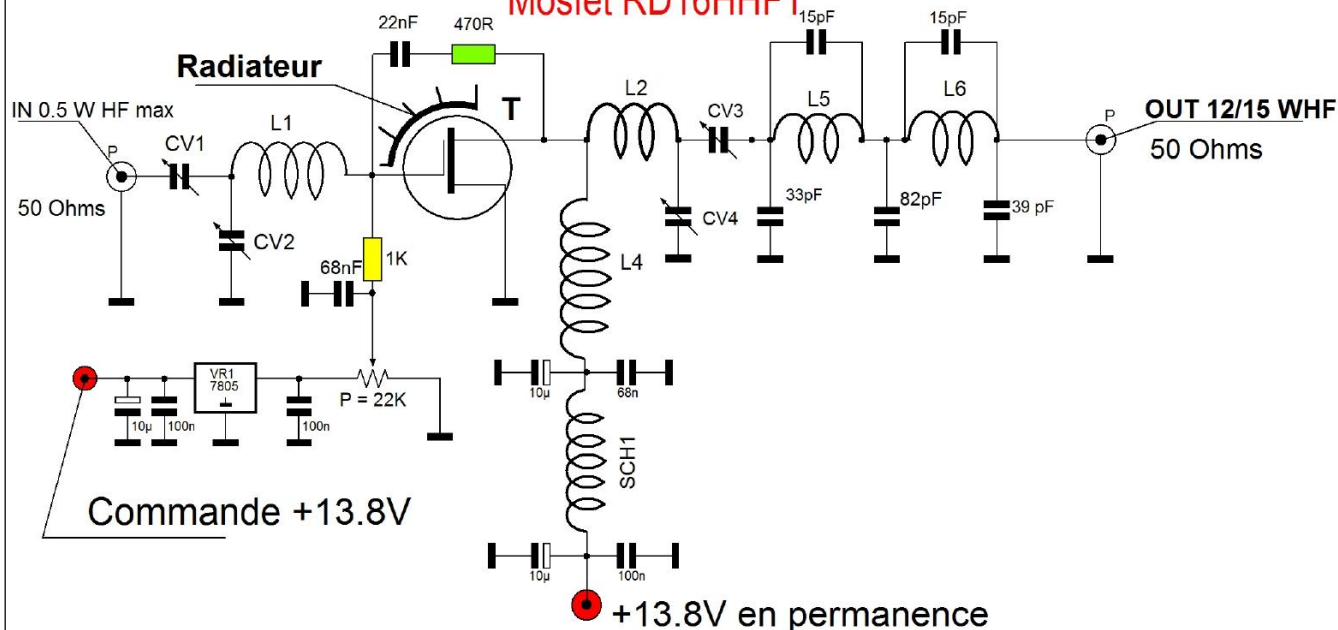 Mosfet RD16HHF1
22nF
470R
15pF
15pF
Radiateur
T
L2
L5
L6
IN 0.5 W HF max
CV1
L1
CV3
P
OUT 12/15 WHF
50 Ohms
P
50 Ohms
CV2
33pF
82pF
39 pF
CV4
68nF
1K
L4
VR1
7805
P = 22K
10µ
100n
100n
10µ
68n
SCH1
Commande +13.8V
10µ
100n
+13.8V en permanence